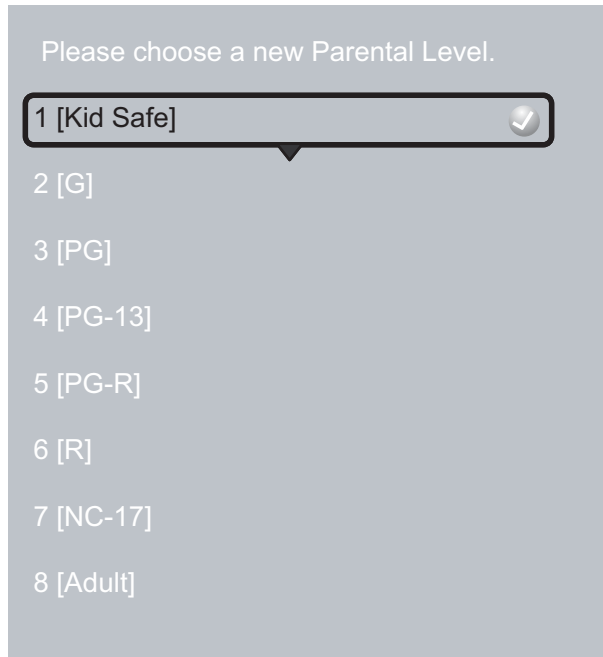 Please choose a new Parental Level.
1 [Kid Safe]
2 [G]
3 [PG]
4 [PG-13]
5 [PG-R]
6 [R]
7 [NC-17]
8 [Adult]